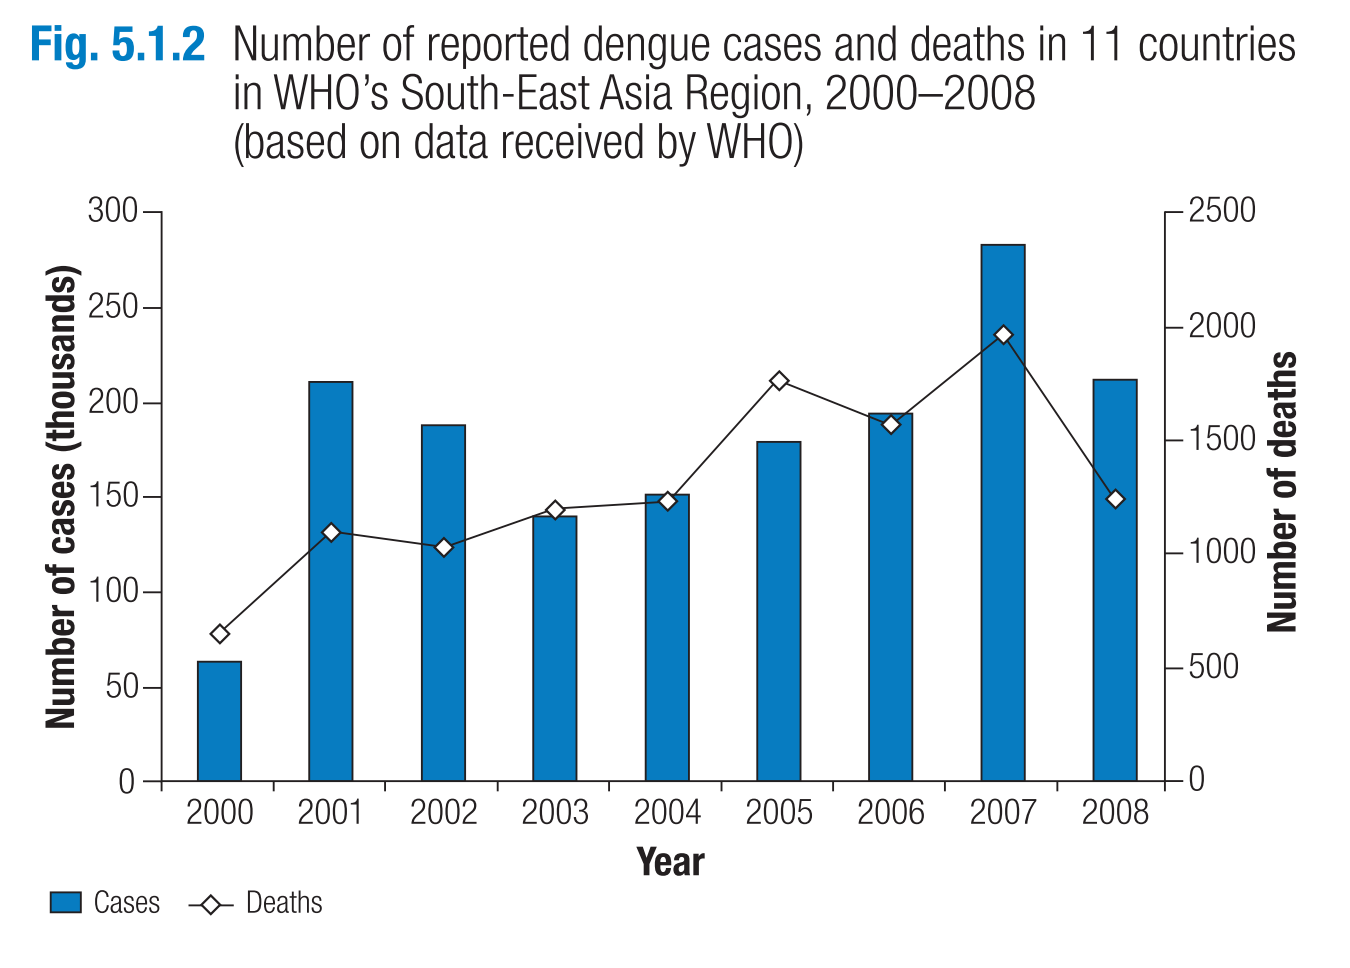 Fig. 5.1.2 Number of reported dengue cases and deaths in 11 countries
in WHO’s South-East Asia Region, 2000–2008
(based on data received by WHO)
Number of cases (thousands)
300
250
200
150
100
50
0
2500
2000
1500
1000
500
0
Number of deaths
2000 2001 2002 2003 2004 2005 2006 2007 2008
Year
Cases Deaths